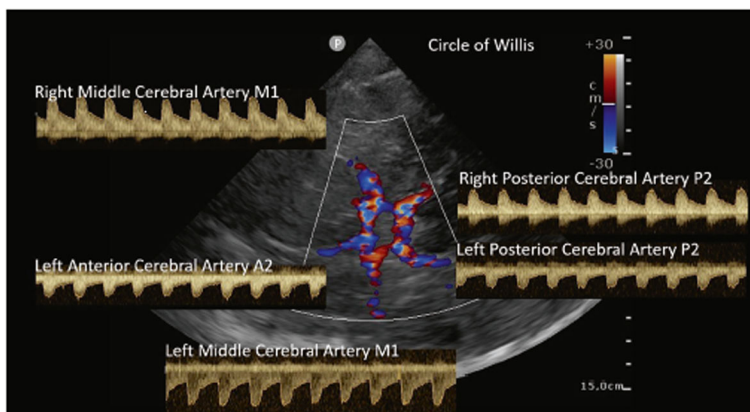 P
Circle of Willis
+30
cm/s
-30
s
Right Middle Cerebral Artery M1
Right Posterior Cerebral Artery P2
Left Posterior Cerebral Artery P2
Left Anterior Cerebral Artery A2
Left Middle Cerebral Artery M1
15.0cm